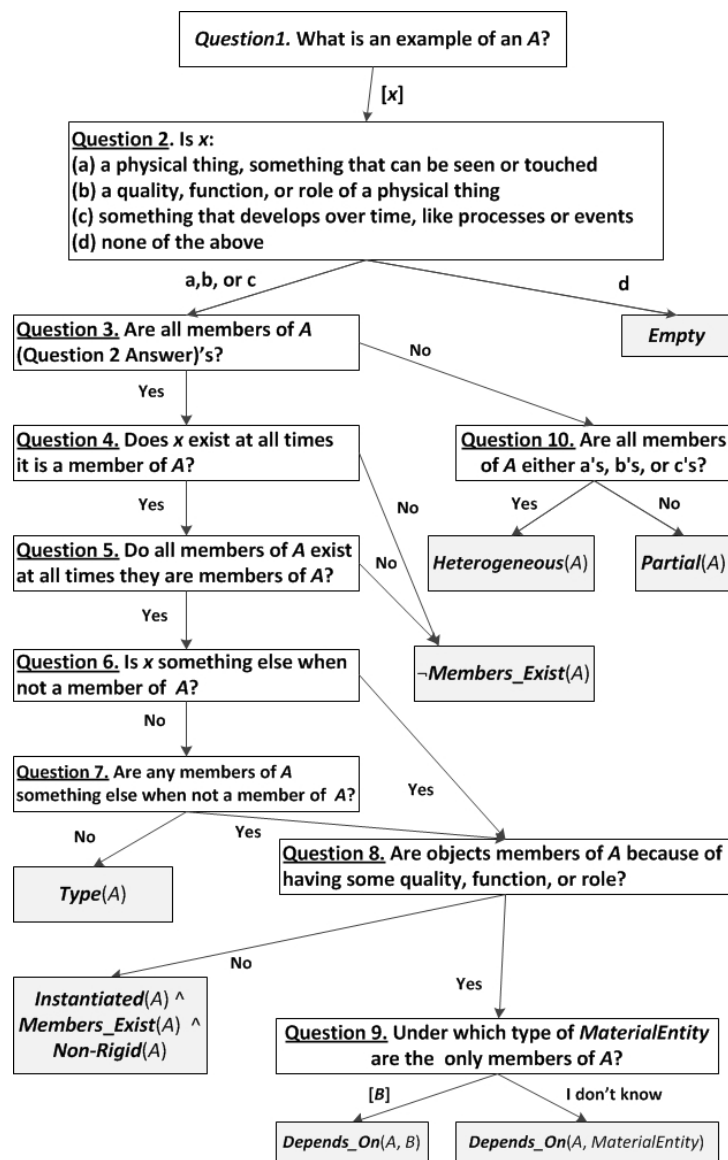 Question1. What is an example of an A?
[x]
Question 2. Is x:
(a) a physical thing, something that can be seen or touched
(b) a quality, function, or role of a physical thing
(c) something that develops over time, like processes or events
(d) none of the above
a,b, or c
d
Question 3. Are all members of A
(Question 2 Answer)'s?
Empty
No
Yes
Question 4. Does x exist at all times
it is a member of A?
Question 10. Are all members
of A either a's, b's, or c's?
Yes
No
Yes
No
Question 5. Do all members of A exist
at all times they are members of A?
No
Heterogeneous(A)
Partial(A)
Yes
Question 6. Is x something else when
not a member of A?
¬Members_Exist(A)
No
Question 7. Are any members of A
something else when not a member of A?
Yes
No
Yes
Question 8. Are objects members of A because of
having some quality, function, or role?
Type(A)
No
Yes
Instantiated(A) ^
Members_Exist(A) ^
Non-Rigid(A)
Question 9. Under which type of MaterialEntity
are the only members of A?
[B]
I don't know
Depends_On(A, B)
Depends_On(A, MaterialEntity)